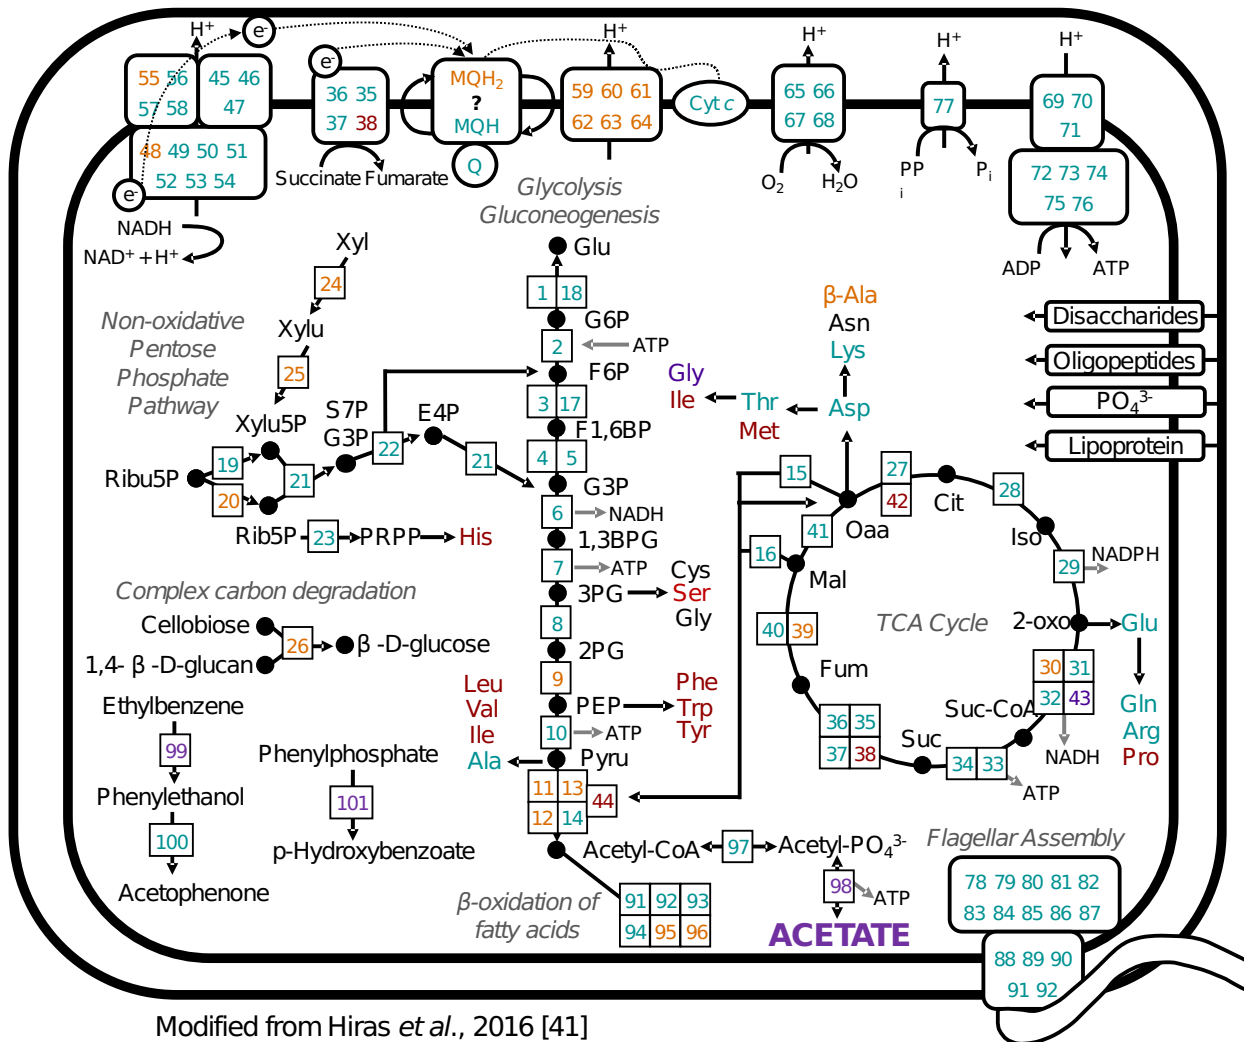 H⁺
e⁻
H⁺
H⁺
H⁺
H⁺
55 56
57 58
45 46
47
48 49 50 51
52 53 54
e⁻
NADH
NAD⁺ + H⁺
e⁻
36 35
37 38
Succinate Fumarate
MQH₂
?
MQH
Q
59 60 61
62 63 64
Cyt c
65 66
67 68
O₂
H₂O
77
PP
i
P i
69 70
71
72 73 74
75 76
ADP
ATP
Glycolysis
Gluconeogenesis
Glu
1 18
G6P
2
ATP
F6P
3 17
F1,6BP
4 5
G3P
6
NADH
1,3BPG
7
ATP
3PG
Cys
Ser
Gly
8
2PG
9
PEP
Phe
Trp
Tyr
10
ATP
Leu
Val
Ile
Ala
Pyru
11 13
12 14
44
Non-oxidative
Pentose
Phosphate
Pathway
Xyl
24
Xylu
25
Xylu5P
S7P
G3P
E4P
Ribu5P
19
20
21
22
21
Rib5P
23
PRPP
His
Complex carbon degradation
Cellobiose
1,4- β -D-glucan
26
β -D-glucose
Ethylbenzene
99
Phenylethanol
100
Acetophenone
Phenylphosphate
101
p-Hydroxybenzoate
β-oxidation of
fatty acids
91 92 93
94 95 96
Acetyl-CoA
97
Acetyl-PO₄³⁻
98
ATP
ACETATE
β-Ala
Asn
Lys
Gly
Ile
Thr
Met
Asp
15
16
41
Oaa
27
42
Cit
28
Iso
29
NADPH
Mal
40 39
TCA Cycle
2-oxo
Glu
Gln
Arg
Pro
30 31
32 43
NADH
Fum
36 35
37 38
Suc
34 33
ATP
Suc-CoA
Disaccharides
Oligopeptides
PO₄³⁻
Lipoprotein
Flagellar Assembly
78 79 80 81 82
83 84 85 86 87
88 89 90
91 92
Modified from Hiras et al., 2016 [41]